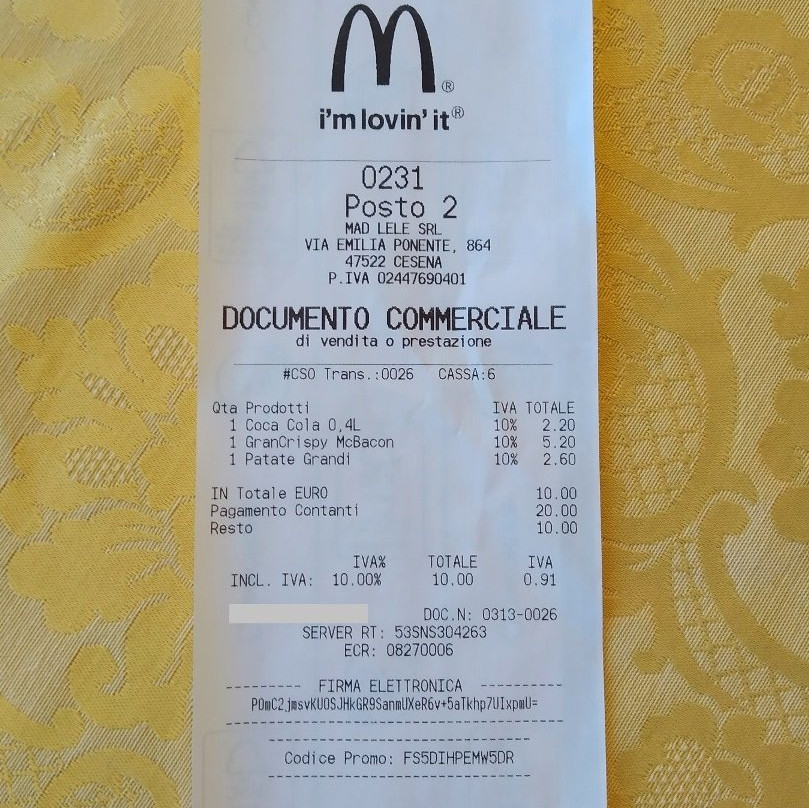 i'm lovin' it®
0231
Posto 2
MAD LELE SRL
VIA EMILIA PONENTE, 864
47522 CESENA
P.IVA 02447690401
DOCUMENTO COMMERCIALE
di vendita o prestazione
#CSO Trans.:0026 CASSA:6
Qta Prodotti IVA TOTALE
1 Coca Cola 0,4L 10% 2.20
1 GranCrispy McBacon 10% 5.20
1 Patate Grandi 10% 2.60
IN Totale EURO 10.00
Pagamento Contanti 20.00
Resto 10.00
IVA% TOTALE IVA
INCL. IVA: 10.00% 10.00 0.91
DOC.N: 0313-0026
SERVER RT: 53SNS304263
ECR: 08270006
--------- FIRMA ELETTRONICA ---------
POmC2jmsvKUOSJHkGR9SanmUXeR6v+5aTkhp7UIxpmU=
Codice Promo: FS5DIHPEMW5DR